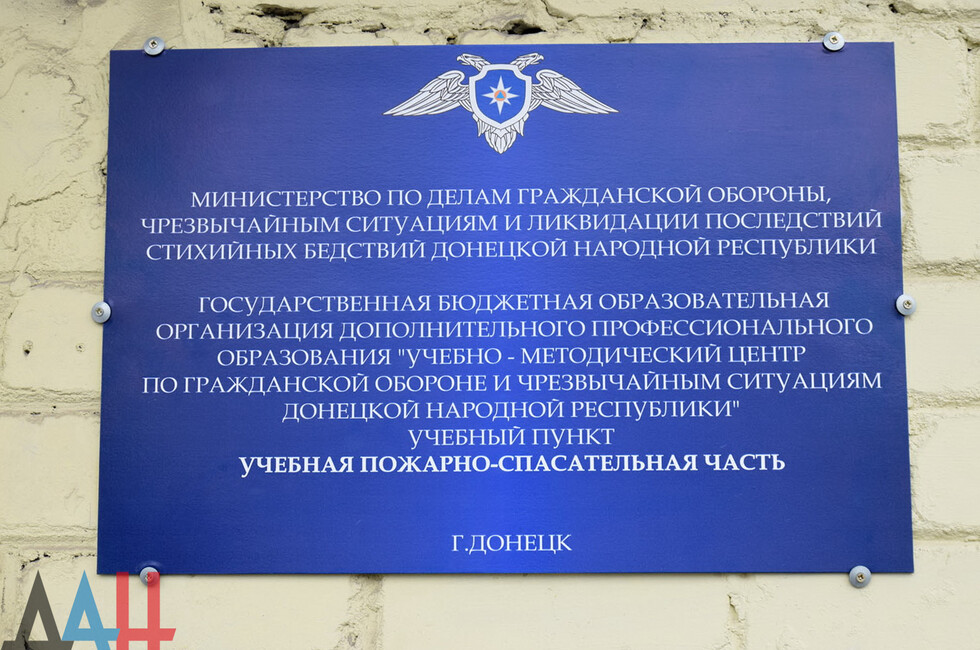 МИНИСТЕРСТВО ПО ДЕЛАМ ГРАЖДАНСКОЙ ОБОРОНЫ,
ЧРЕЗВЫЧАЙНЫМ СИТУАЦИЯМ И ЛИКВИДАЦИИ ПОСЛЕДСТВИЙ
СТИХИЙНЫХ БЕДСТВИЙ ДОНЕЦКОЙ НАРОДНОЙ РЕСПУБЛИКИ
ГОСУДАРСТВЕННАЯ БЮДЖЕТНАЯ ОБРАЗОВАТЕЛЬНАЯ
ОРГАНИЗАЦИЯ ДОПОЛНИТЕЛЬНОГО ПРОФЕССИОНАЛЬНОГО
ОБРАЗОВАНИЯ "УЧЕБНО - МЕТОДИЧЕСКИЙ ЦЕНТР
ПО ГРАЖДАНСКОЙ ОБОРОНЕ И ЧРЕЗВЫЧАЙНЫМ СИТУАЦИЯМ
ДОНЕЦКОЙ НАРОДНОЙ РЕСПУБЛИКИ"
УЧЕБНЫЙ ПУНКТ
УЧЕБНАЯ ПОЖАРНО-СПАСАТЕЛЬНАЯ ЧАСТЬ
Г.ДОНЕЦК
ДАН